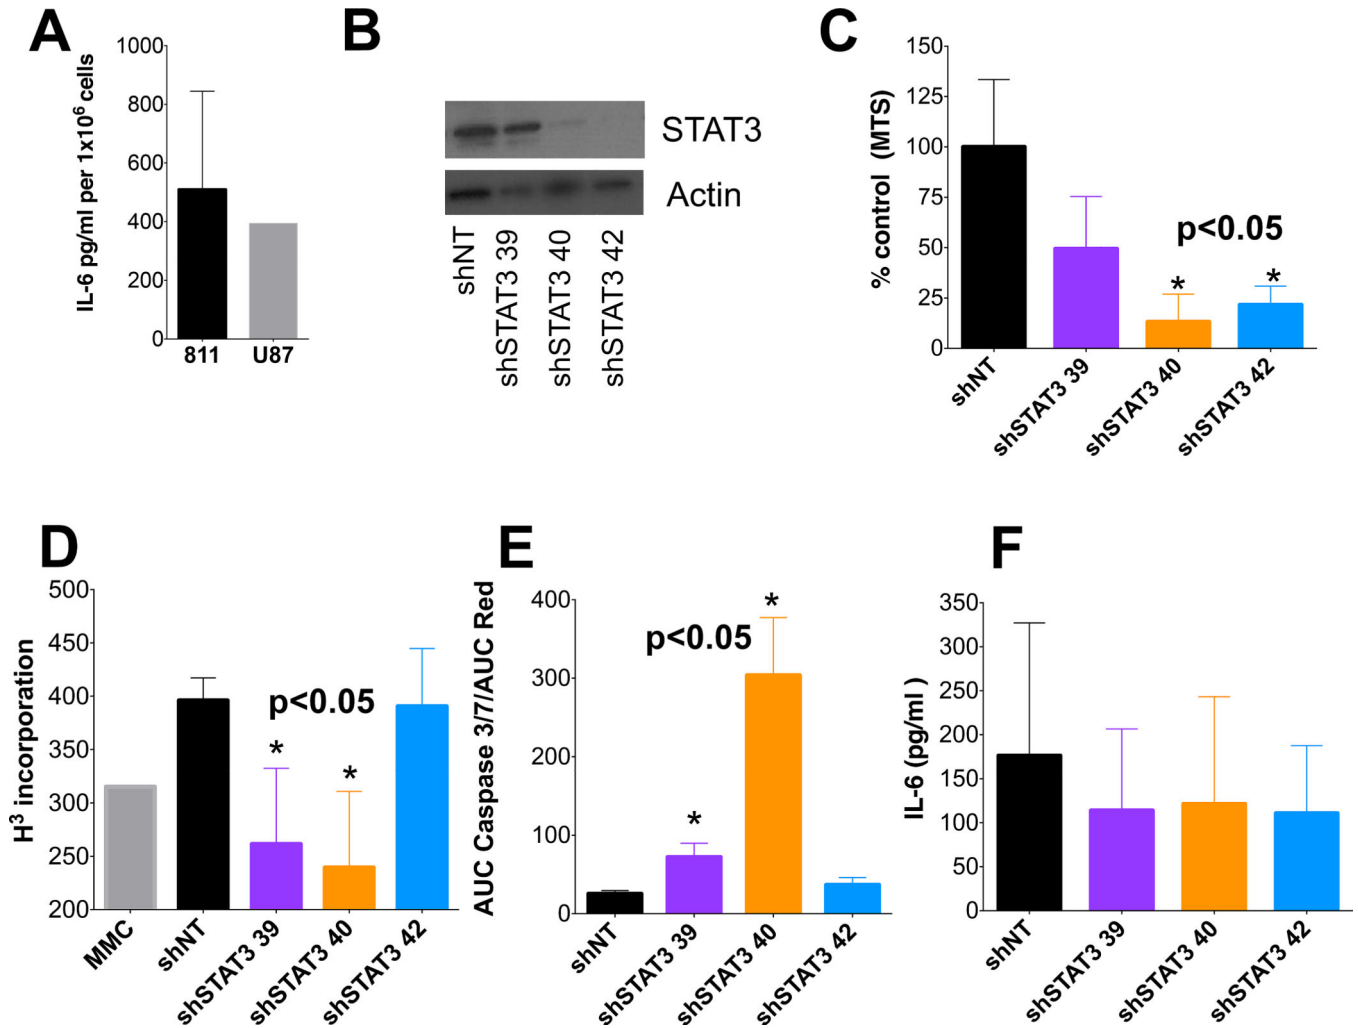 A
IL-6 pg/ml per 1x10⁶ cells
1000
800
600
400
200
0
811
U87
B
STAT3
Actin
shNT
shSTAT3 39
shSTAT3 40
shSTAT3 42
C
% control (MTS)
150
125
100
75
50
25
0
p<0.05
*
*
shNT
shSTAT3 39
shSTAT3 40
shSTAT3 42
D
H³ incorporation
500
450
400
350
300
250
200
p<0.05
*
*
MMC
shNT
shSTAT3 39
shSTAT3 40
shSTAT3 42
E
AUC Caspase 3/7/AUC Red
400
300
200
100
0
p<0.05
*
*
shNT
shSTAT3 39
shSTAT3 40
shSTAT3 42
F
IL-6 (pg/ml )
350
300
250
200
150
100
50
0
shNT
shSTAT3 39
shSTAT3 40
shSTAT3 42